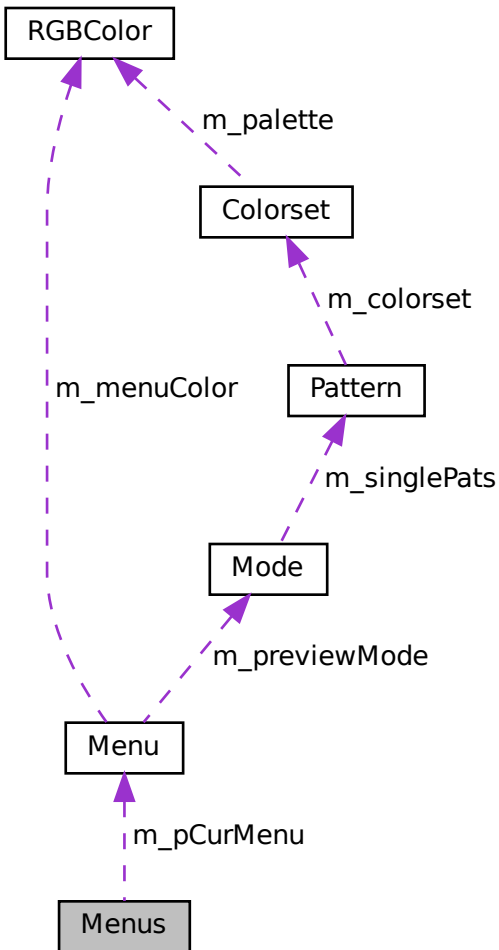 RGBColor
m_palette
Colorset
m_colorset
m_menuColor
Pattern
m_singlePats
Mode
m_previewMode
Menu
m_pCurMenu
Menus